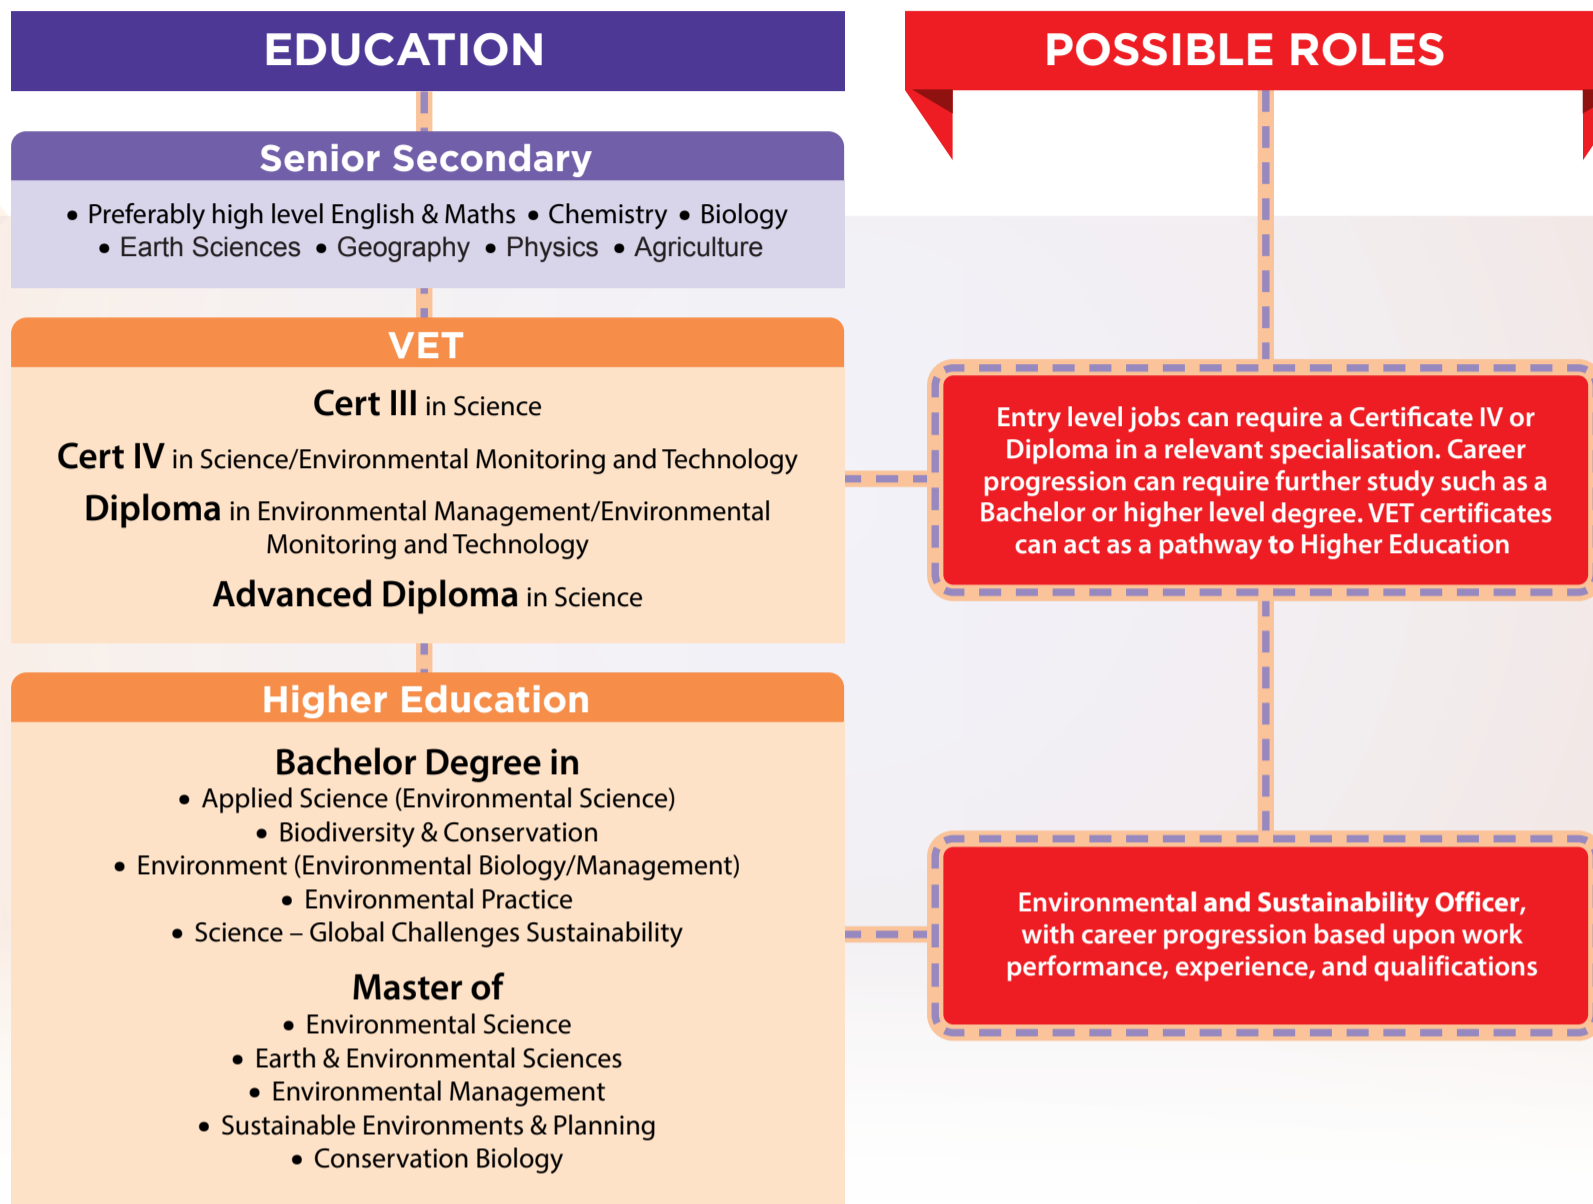 EDUCATION
Senior Secondary
• Preferably high level English & Maths • Chemistry • Biology
• Earth Sciences • Geography • Physics • Agriculture
VET
Cert III in Science
Cert IV in Science/Environmental Monitoring and Technology
Diploma in Environmental Management/Environmental
Monitoring and Technology
Advanced Diploma in Science
Higher Education
Bachelor Degree in
• Applied Science (Environmental Science)
• Biodiversity & Conservation
• Environment (Environmental Biology/Management)
• Environmental Practice
• Science – Global Challenges Sustainability
Master of
• Environmental Science
• Earth & Environmental Sciences
• Environmental Management
• Sustainable Environments & Planning
• Conservation Biology
POSSIBLE ROLES
Entry level jobs can require a Certificate IV or
Diploma in a relevant specialisation. Career
progression can require further study such as a
Bachelor or higher level degree. VET certificates
can act as a pathway to Higher Education
Environmental and Sustainability Officer,
with career progression based upon work
performance, experience, and qualifications